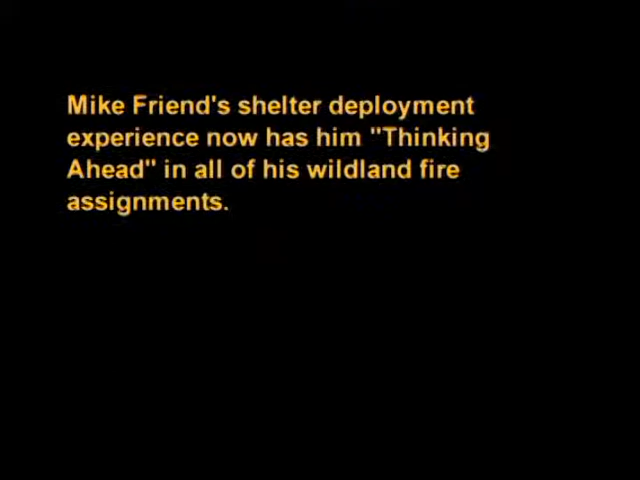 Mike Friend's shelter deployment
experience now has him "Thinking
Ahead" in all of his wildland fire
assignments.